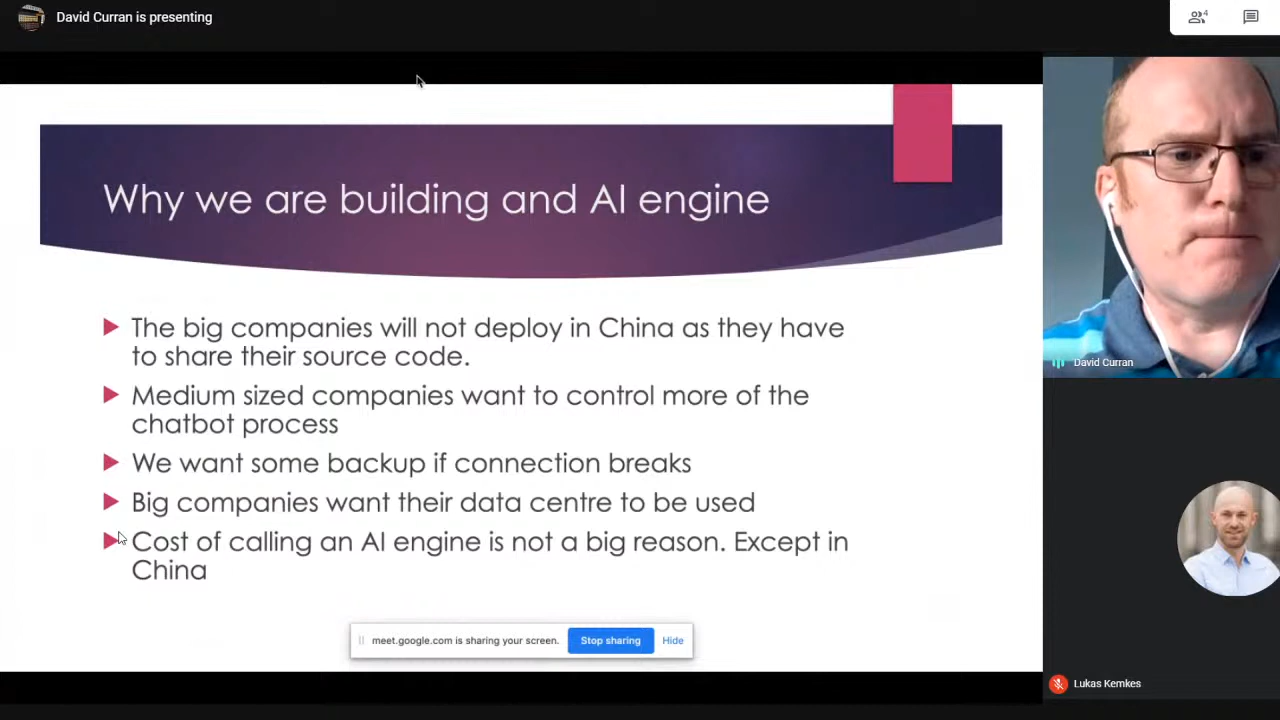 David Curran is presenting
4
Why we are building and AI engine
The big companies will not deploy in China as they have
to share their source code.
Medium sized companies want to control more of the
chatbot process
We want some backup if connection breaks
Big companies want their data centre to be used
Cost of calling an AI engine is not a big reason. Except in
China
meet.google.com is sharing your screen.
Stop sharing
Hide
David Curran
Lukas Kemkes